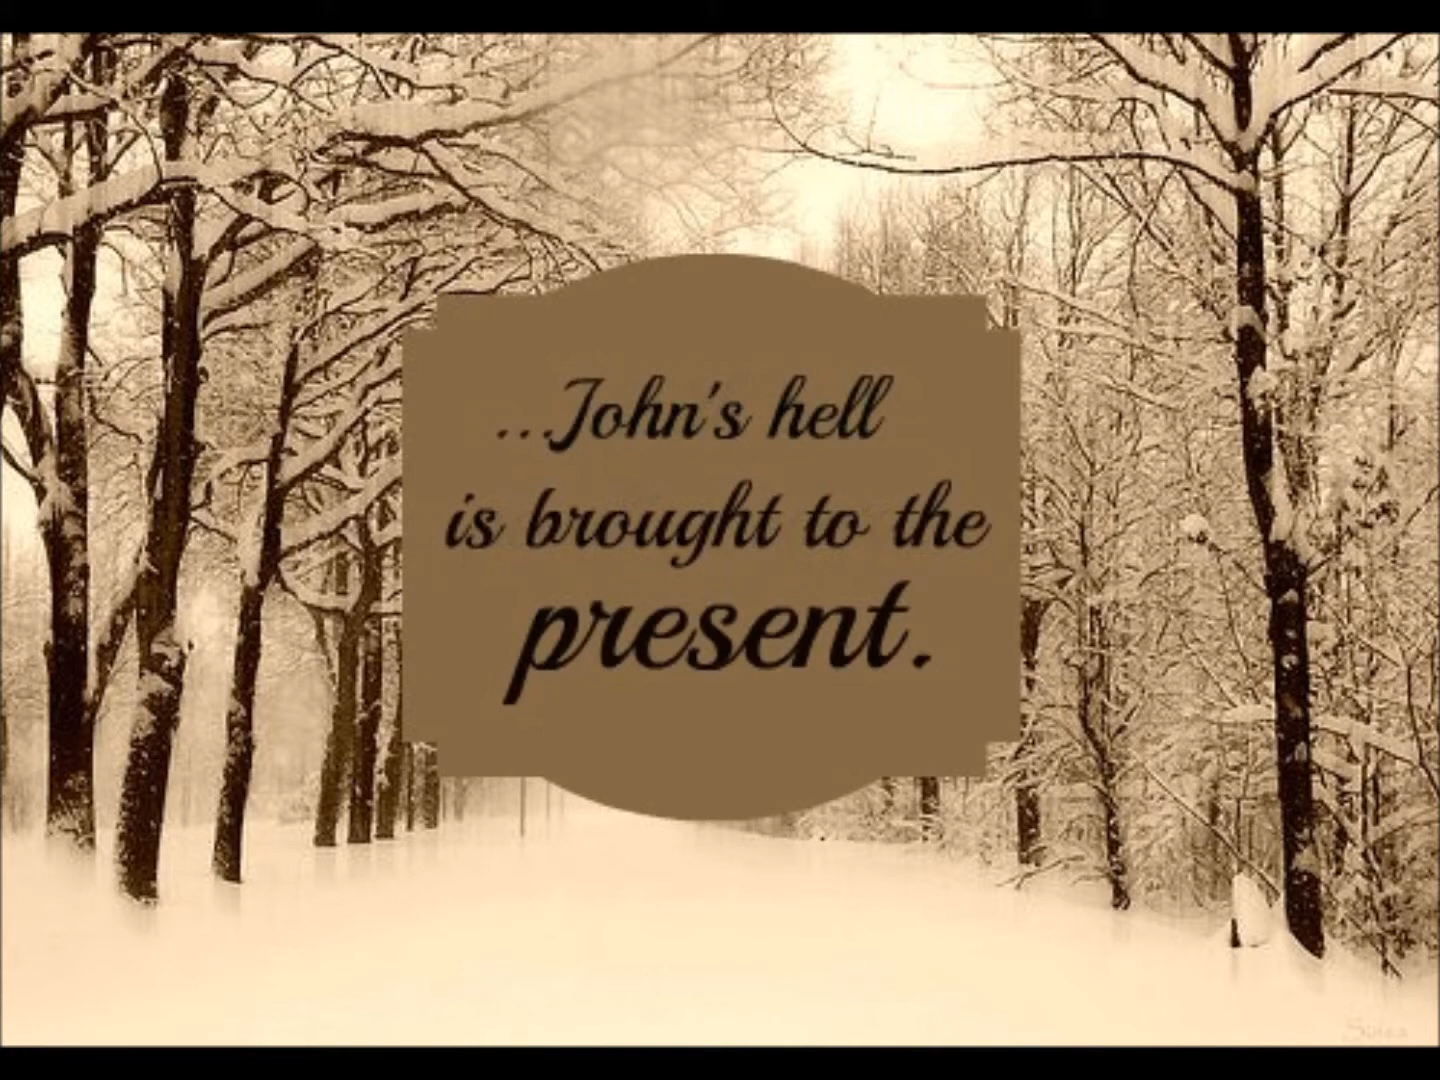 ...John's hell
is brought to the
present.